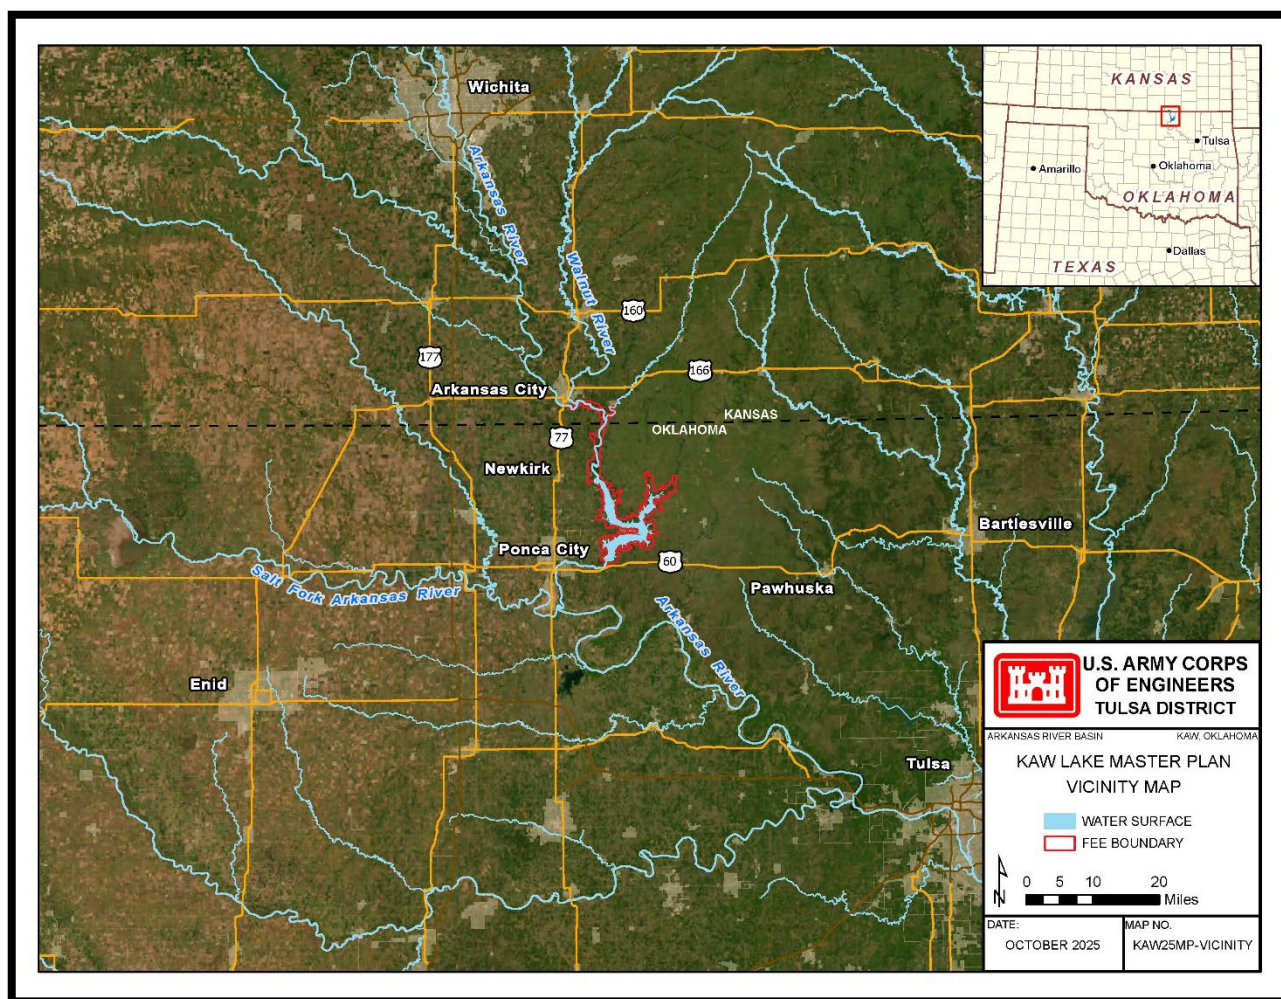 Wichita
Arkansas River
Walnut River
160
177
166
Arkansas City
KANSAS
OKLAHOMA
77
Newkirk
Ponca City
60
Bartlesville
Pawhuska
Salt Fork Arkansas River
Arkansas River
Enid
Tulsa
KANSAS
Tulsa
Amarillo
Oklahoma
OKLAHOMA
Dallas
TEXAS
U.S. ARMY CORPS
OF ENGINEERS
TULSA DISTRICT
ARKANSAS RIVER BASIN KAW, OKLAHOMA
KAW LAKE MASTER PLAN
VICINITY MAP
WATER SURFACE
FEE BOUNDARY
N
0 5 10 20
Miles
DATE:
OCTOBER 2025
MAP NO.
KAW25MP-VICINITY